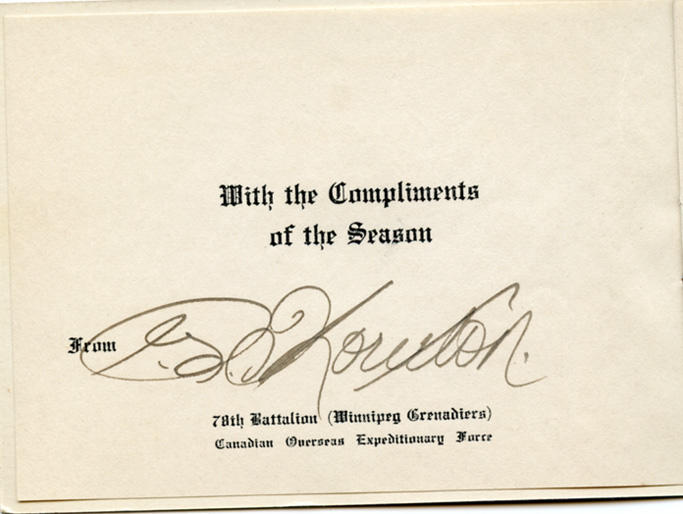 With the Compliments
of the Season
From
78th Battalion (Winnipeg Grenadiers)
Canadian Overseas Expeditionary Force